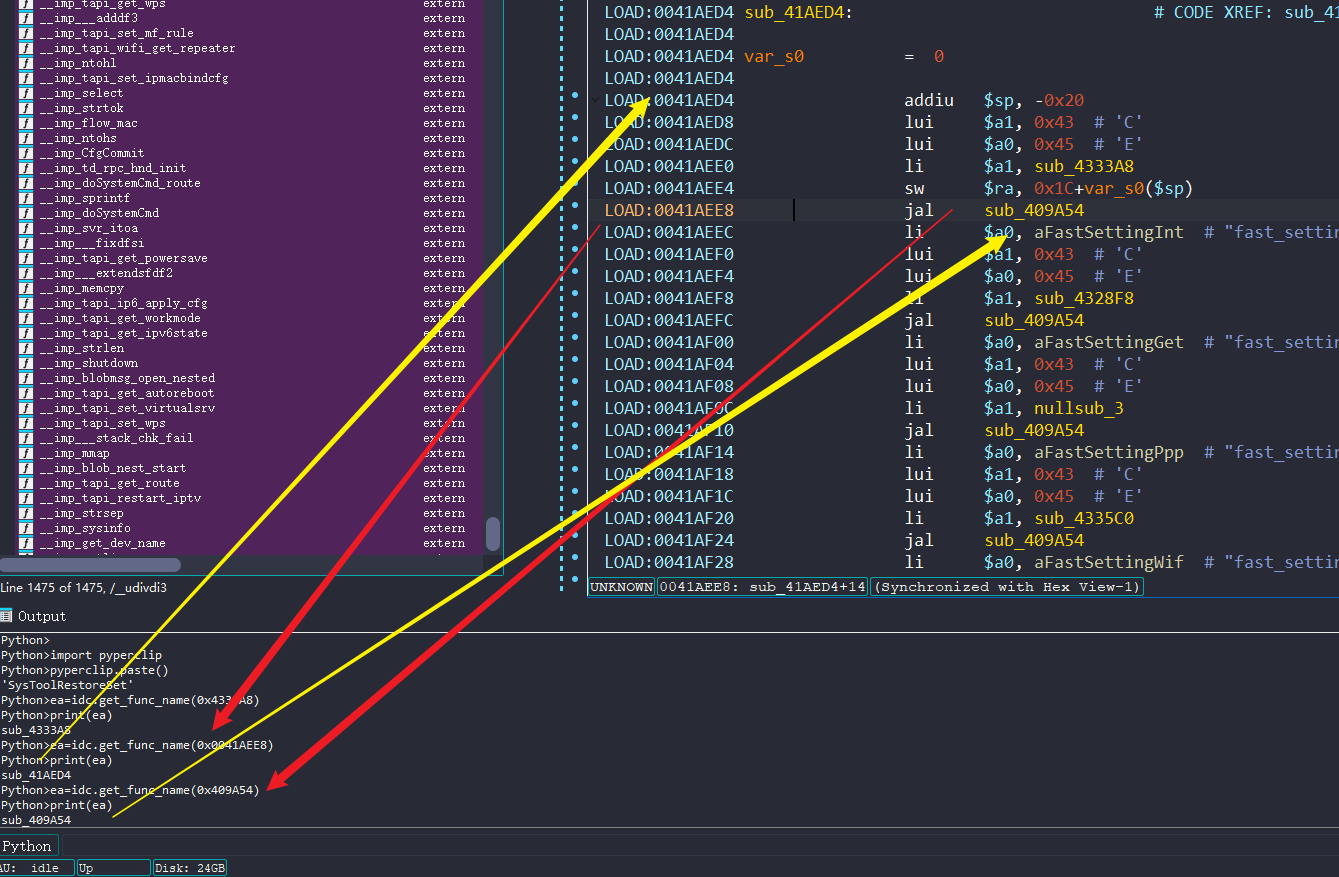 __imp_tapi_get_wps extern
__imp___adddf3 extern
__imp_tapi_set_mf_rule extern
__imp_tapi_wifi_get_repeater extern
__imp_ntohl extern
__imp_tapi_set_ipmacbindcfg extern
__imp_select extern
__imp_strtok extern
__imp_flow_mac extern
__imp_ntohs extern
__imp_CfgCommit extern
__imp_td_rpc_hnd_init extern
__imp_doSystemCmd_route extern
__imp_sprintf extern
__imp_doSystemCmd extern
__imp_svr_itoa extern
__imp___fixdfsi extern
__imp_tapi_get_powersave extern
__imp___extendsfdf2 extern
__imp_memcpy extern
__imp_tapi_ip6_apply_cfg extern
__imp_tapi_get_workmode extern
__imp_tapi_get_ipv6state extern
__imp_strlen extern
__imp_shutdown extern
__imp_blobmsg_open_nested extern
__imp_tapi_get_autoreboot extern
__imp_tapi_set_virtualsrv extern
__imp_tapi_set_wps extern
__imp___stack_chk_fail extern
__imp_mmap extern
__imp_blob_nest_start extern
__imp_tapi_get_route extern
__imp_tapi_restart_iptv extern
__imp_strsep extern
__imp_sysinfo extern
__imp_get_dev_name extern
Line 1475 of 1475, /__udivdi3
LOAD:0041AED4 sub_41AED4: # CODE XREF: sub_41
LOAD:0041AED4
LOAD:0041AED4 var_s0 = 0
LOAD:0041AED4
LOAD:0041AED4 addiu $sp, -0x20
LOAD:0041AED8 lui $a1, 0x43 # 'C'
LOAD:0041AEDC lui $a0, 0x45 # 'E'
LOAD:0041AEE0 li $a1, sub_4333A8
LOAD:0041AEE4 sw $ra, 0x1C+var_s0($sp)
LOAD:0041AEE8 jal sub_409A54
LOAD:0041AEEC li $a0, aFastSettingInt # "fast_settin
LOAD:0041AEF0 lui $a1, 0x43 # 'C'
LOAD:0041AEF4 lui $a0, 0x45 # 'E'
LOAD:0041AEF8 li $a1, sub_4328F8
LOAD:0041AEFC jal sub_409A54
LOAD:0041AF00 li $a0, aFastSettingGet # "fast_settin
LOAD:0041AF04 lui $a1, 0x43 # 'C'
LOAD:0041AF08 lui $a0, 0x45 # 'E'
LOAD:0041AF0C li $a1, nullsub_3
LOAD:0041AF10 jal sub_409A54
LOAD:0041AF14 li $a0, aFastSettingPpp # "fast_settin
LOAD:0041AF18 lui $a1, 0x43 # 'C'
LOAD:0041AF1C lui $a0, 0x45 # 'E'
LOAD:0041AF20 li $a1, sub_4335C0
LOAD:0041AF24 jal sub_409A54
LOAD:0041AF28 li $a0, aFastSettingWif # "fast_settin
UNKNOWN 0041AEE8: sub_41AED4+14 (Synchronized with Hex View-1)
Output
Python>
Python>import pyperclip
Python>pyperclip.paste()
'SysToolRestoreSet'
Python>ea=idc.get_func_name(0x4333A8)
Python>print(ea)
sub_4333A8
Python>ea=idc.get_func_name(0x0041AEE8)
Python>print(ea)
sub_41AED4
Python>ea=idc.get_func_name(0x409A54)
Python>print(ea)
sub_409A54
Python
AU: idle Up Disk: 24GB